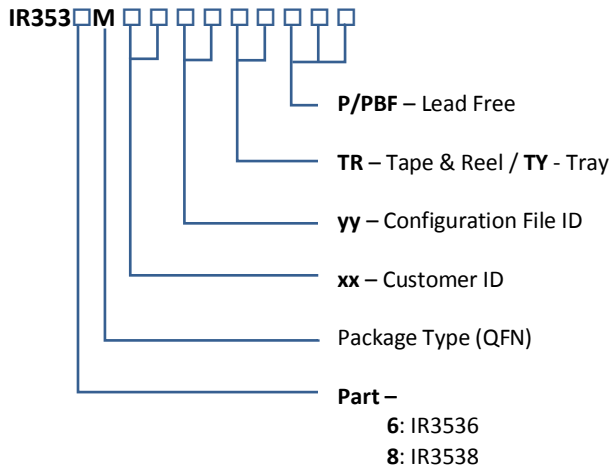 IR353□M□□□□□□□□□
P/PBF – Lead Free
TR – Tape & Reel / TY - Tray
yy – Configuration File ID
xx – Customer ID
Package Type (QFN)
Part –
6: IR3536
8: IR3538